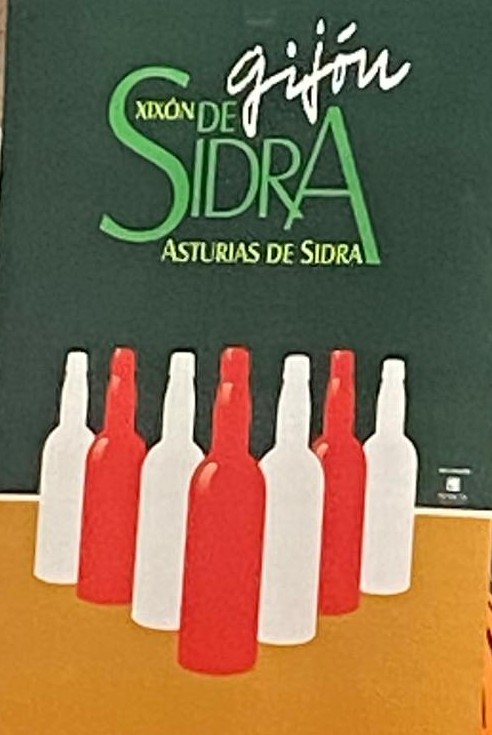 gijón
XIXÓN DE
SIDRA
ASTURIAS DE SIDRA